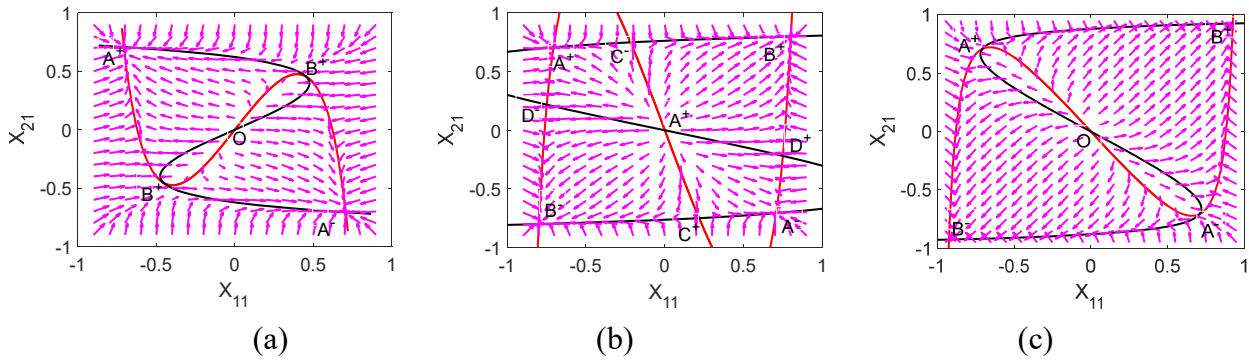 1
0.5
0
-0.5
-1
-1 -0.5 0 0.5 1
X21
X11
A+
B+
O
B+
A-
(a)
1
0.5
0
-0.5
-1
-1 -0.5 0 0.5 1
X21
X11
A+
C-
B+
D-
A+
D+
B-
C+
A-
(b)
1
0.5
0
-0.5
-1
-1 -0.5 0 0.5 1
X21
X11
A+
B+
O
B-
A-
(c)